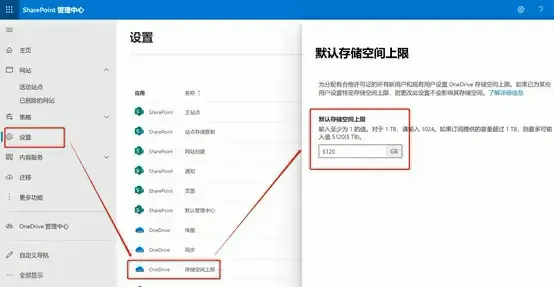 SharePoint 管理中心
主页
网站
活动站点
已删除的网站
策略
设置
内容服务
迁移
更多功能
OneDrive 管理中心
自定义导航
全部显示
设置
应用 名称 ↑
SharePoint 主站点
SharePoint 站点存储限制
SharePoint 网站创建
SharePoint 通知
SharePoint 页面
SharePoint 默认管理中心
OneDrive 保留
OneDrive 同步
OneDrive 存储空间上限
默认存储空间上限
为分配有合格许可证的所有新用户和现有用户设置 OneDrive 存储空间上限。如果已为某些
用户设置特定存储空间上限，则更改此设置不会影响其存储空间。了解详细信息
默认存储空间上限
输入至少为 1 的值。对于 1 TB，请输入 1024。如果订阅提供的容量超过 1 TB，则最多可输
入值 5120(5 TB)。
5120 GB